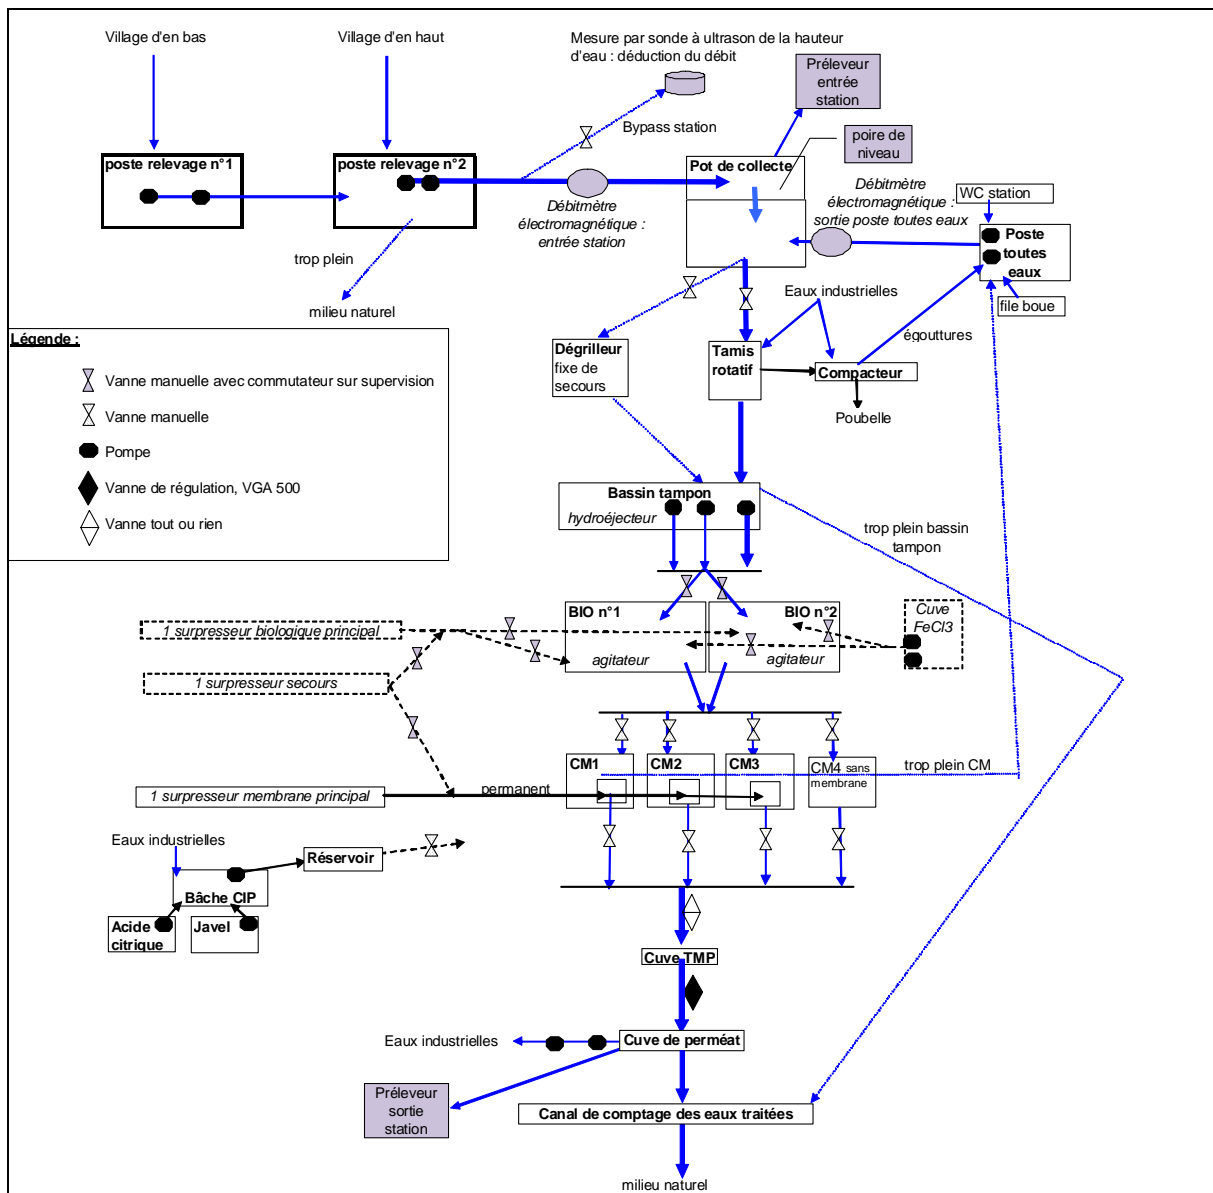 Village d'en bas
Village d'en haut
Mesure par sonde à ultrason de la hauteur
d'eau : déduction du débit
Préleveur
entrée
station
Bypass station
poire de
niveau
poste relevage n°1
poste relevage n°2
Pot de collecte
Débitmètre
électromagnétique :
entrée station
Débitmètre
électromagnétique :
sortie poste toutes eaux
WC station
Poste
toutes
eaux
file boue
trop plein
milieu naturel
Eaux industrielles
égouttures
Légende :
Vanne manuelle avec commutateur sur supervision
Vanne manuelle
Pompe
Vanne de régulation, VGA 500
Vanne tout ou rien
Dégrilleur
fixe de
secours
Tamis
rotatif
Compacteur
Poubelle
Bassin tampon
hydroéjecteur
trop plein bassin
tampon
BIO n°1
agitateur
BIO n°2
agitateur
Cuve
FeCl3
1 surpresseur biologique principal
1 surpresseur secours
1 surpresseur membrane principal
permanent
CM1
CM2
CM3
CM4 sans
membrane
trop plein CM
Eaux industrielles
Réservoir
Bâche CIP
Acide
citrique
Javel
Cuve TMP
Eaux industrielles
Cuve de perméat
Préleveur
sortie
station
Canal de comptage des eaux traitées
milieu naturel